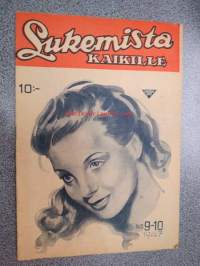 Lukemista
KAIKILLE
10:-
N:o 9-10
1947